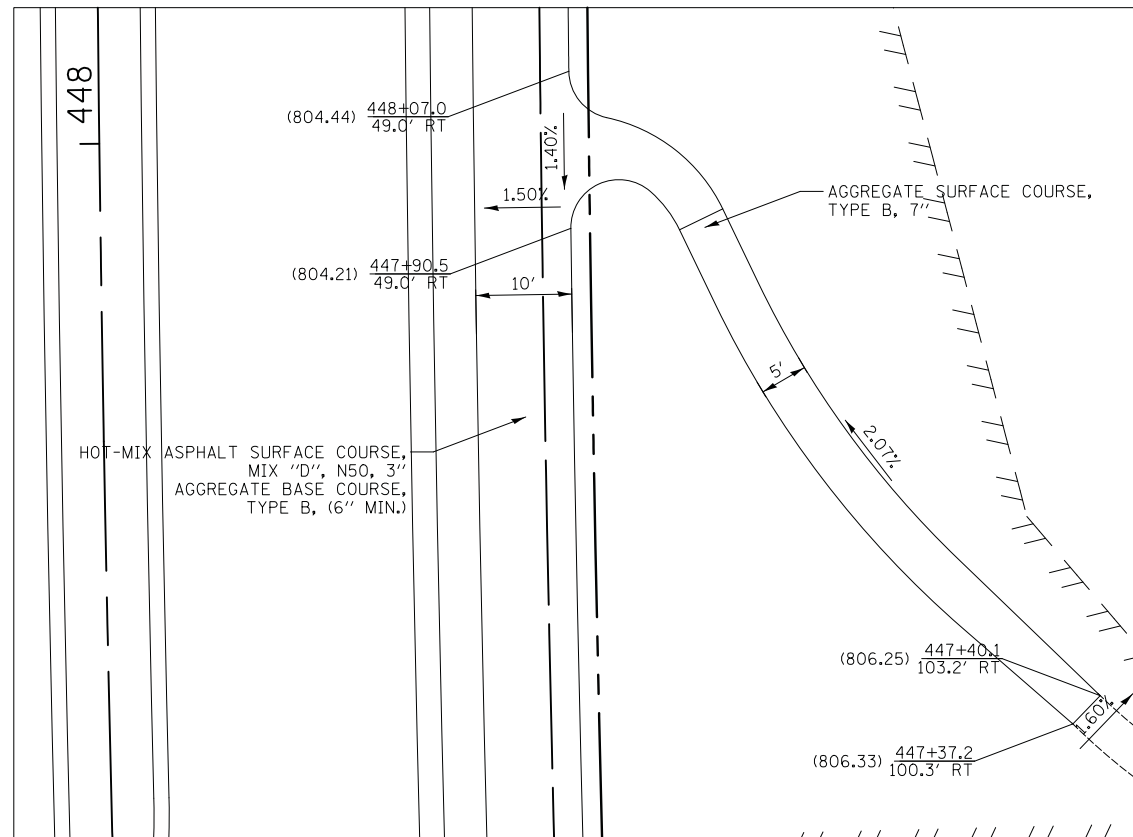 448
(804.44) 448+07.0
49.0' RT
1.40%
1.50%
AGGREGATE SURFACE COURSE,
TYPE B, 7"
(804.21) 447+90.5
49.0' RT
10'
5'
2.07%
HOT-MIX ASPHALT SURFACE COURSE,
MIX "D", N50, 3"
AGGREGATE BASE COURSE,
TYPE B, (6" MIN.)
(806.25) 447+40.1
103.2' RT
1.60%
(806.33) 447+37.2
100.3' RT